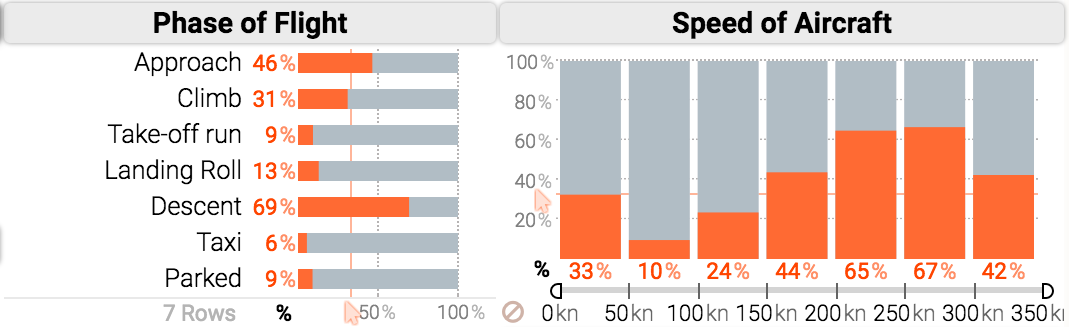 Phase of Flight
Approach 46%
Climb 31%
Take-off run 9%
Landing Roll 13%
Descent 69%
Taxi 6%
Parked 9%
7 Rows % 50% 100%
Speed of Aircraft
100%
80%
60%
40%
20%
% 33% 10% 24% 44% 65% 67% 42%
0kn 50kn 100kn 150kn 200kn 250kn 300kn 350kn